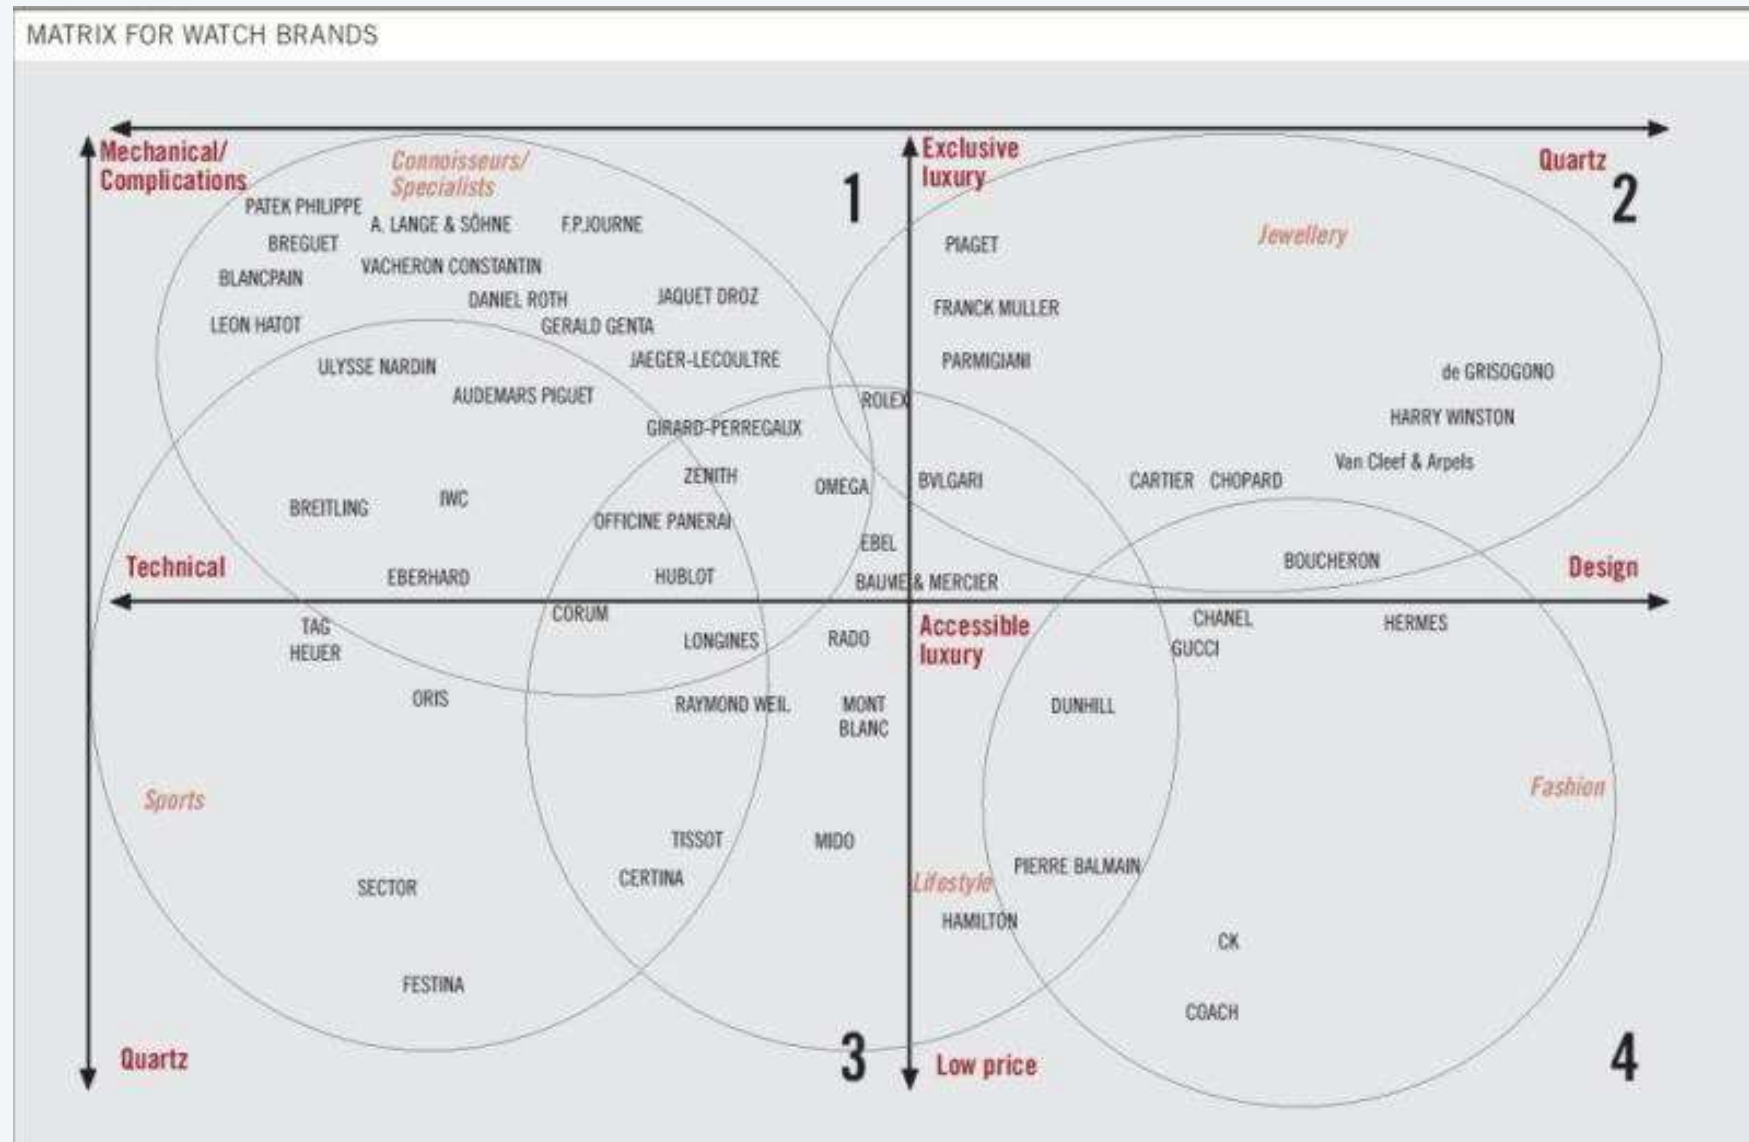 MATRIX FOR WATCH BRANDS
Mechanical/
Complications
Connoisseurs/
Specialists
1
Exclusive
luxury
Quartz
2
PATEK PHILIPPE
A. LANGE & SÖHNE
F.P.JOURNE
BREGUET
VACHERON CONSTANTIN
BLANCPAIN
DANIEL ROTH
JAQUET DROZ
LEON HATOT
GERALD GENTA
ULYSSE NARDIN
JAEGER-LECOULTRE
AUDEMARS PIGUET
GIRARD-PERREGAUX
ZENITH
OMEGA
ROLEX
BREITLING
IWC
OFFICINE PANERAI
EBEL
EBERHARD
HUBLOT
BAUME & MERCIER
Technical
Jewellery
PIAGET
FRANCK MULLER
PARMIGIANI
de GRISOGONO
HARRY WINSTON
Van Cleef & Arpels
BVLGARI
CARTIER
CHOPARD
BOUCHERON
Design
CORUM
TAG
HEUER
LONGINES
RADO
ORIS
RAYMOND WEIL
MONT
BLANC
Sports
TISSOT
MIDO
CERTINA
SECTOR
FESTINA
Quartz
3
Accessible
luxury
CHANEL
HERMES
GUCCI
DUNHILL
Fashion
PIERRE BALMAIN
Lifestyle
HAMILTON
CK
COACH
Low price
4